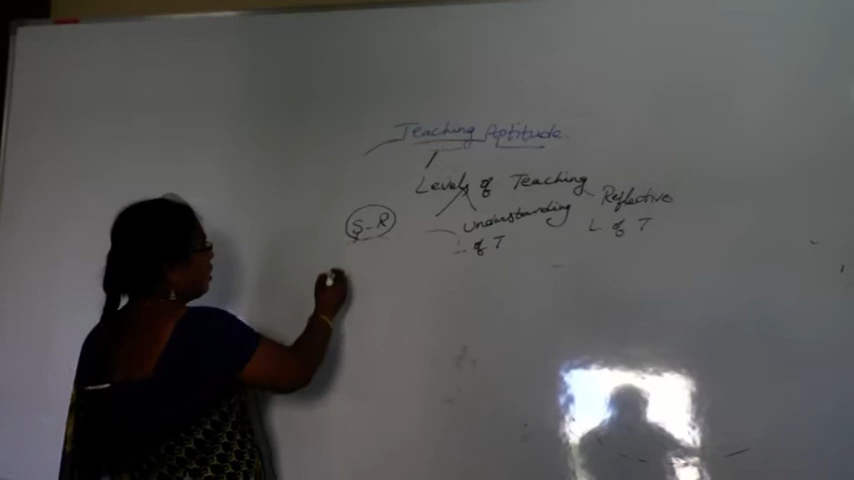 Teaching Aptitude.
Levels of Teaching
S-R
Understanding
of T
Reflective
L of T